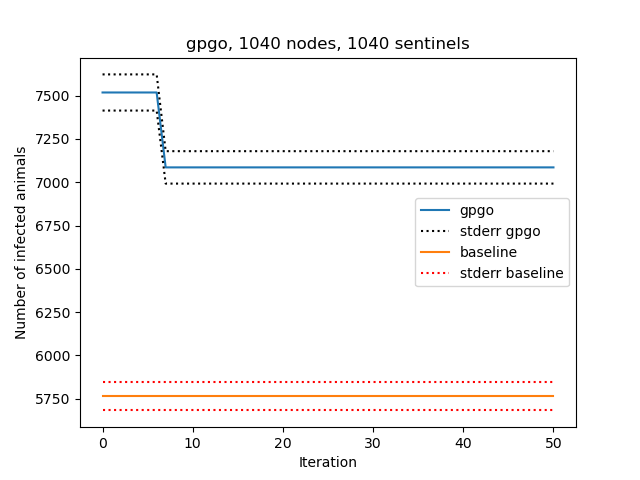 gpgo, 1040 nodes, 1040 sentinels
Number of infected animals
7500
7250
7000
6750
6500
6250
6000
5750
gpgo
stderr gpgo
baseline
stderr baseline
0 10 20 30 40 50
Iteration